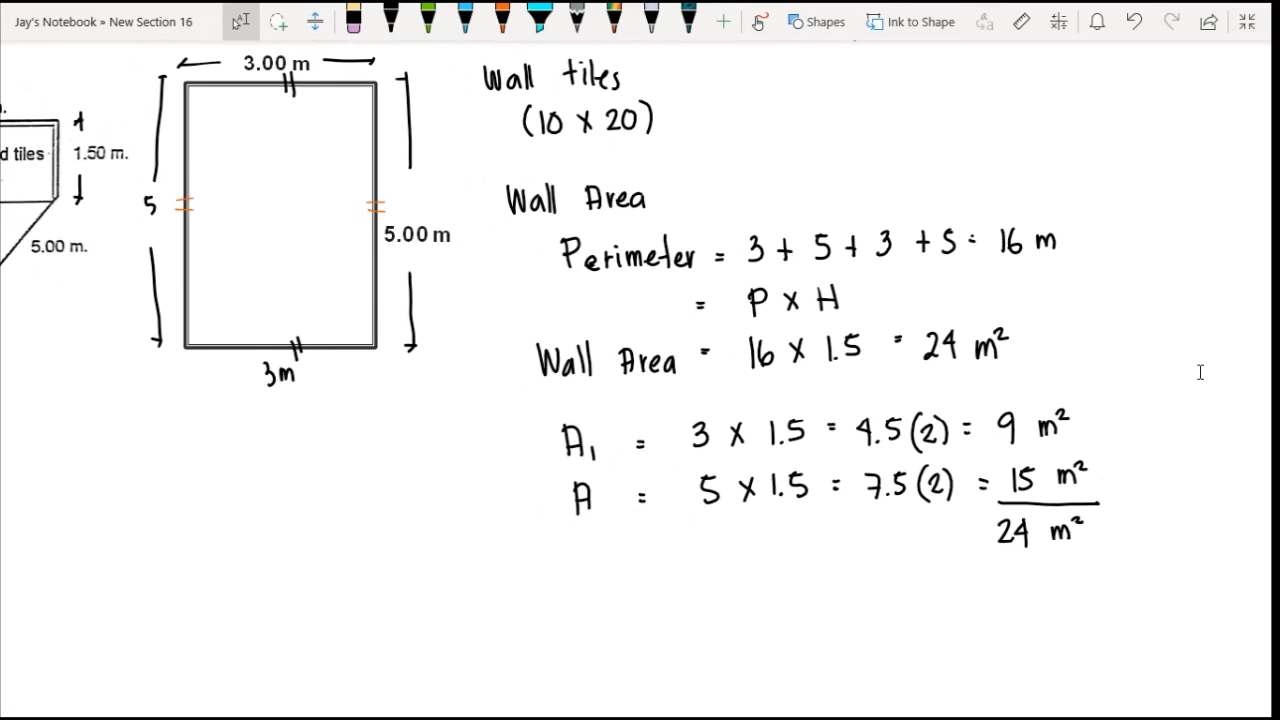 Jay's Notebook » New Section 16
Shapes
Ink to Shape
3.00 m
d tiles
1.50 m.
5.00 m.
5
5.00 m
3m
Wall tiles
(10 x 20)
Wall Area
Perimeter = 3 + 5 + 3 + 5 = 16 m
= P x H
Wall Area = 16 x 1.5 = 24 m²
A₁ = 3 x 1.5 = 4.5(2) = 9 m²
A = 5 x 1.5 = 7.5(2) = 15 m²
24 m²